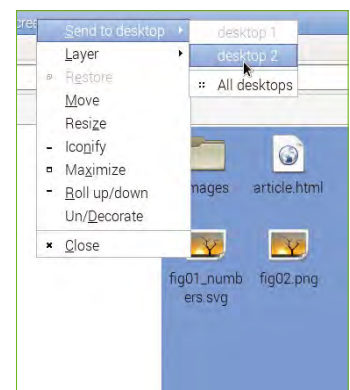 Send to desktop
desktop 1
Layer
desktop 2
Restore
All desktops
Move
Resize
Iconify
Maximize
Roll up/down
Un/Decorate
Close
article.html
fig01_numb
ers.svg
fig02.png